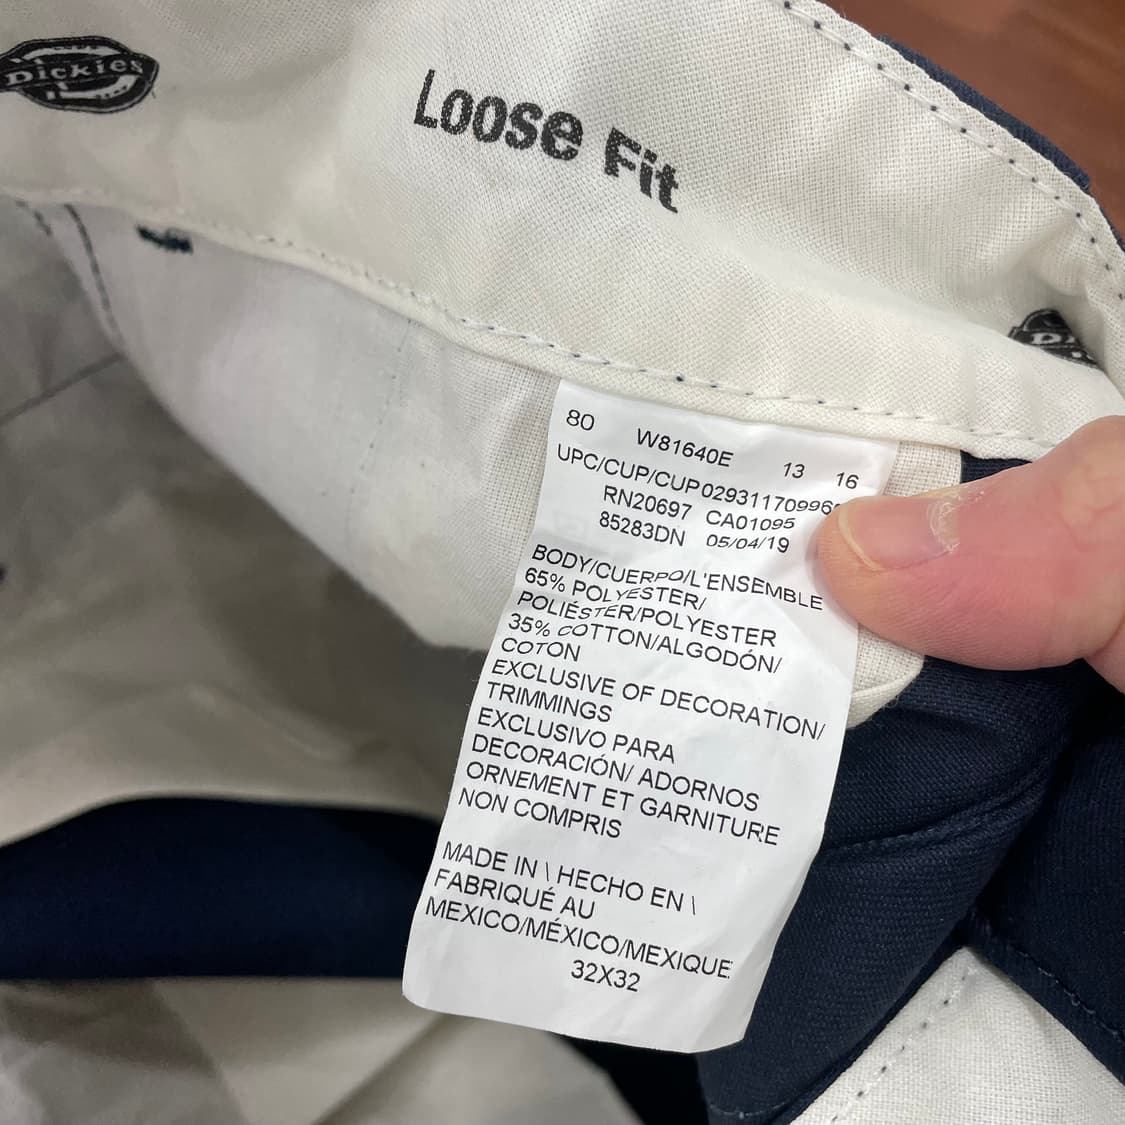 Dickies
Loose Fit
80 W81640E 13 16
UPC/CUP/CUP
RN20697 CA01095
85283DN 05/04/19
BODY/CUERPO/L'ENSEMBLE
65% POLYESTER/
POLIÉSTER/POLYESTER
35% COTTON/ALGODÓN/
COTON
EXCLUSIVE OF DECORATION/
TRIMMINGS
EXCLUSIVO PARA
DECORACIÓN/ ADORNOS
ORNEMENT ET GARNITURE
NON COMPRIS
MADE IN \ HECHO EN \
FABRIQUÉ AU
MEXICO/MÉXICO/MEXIQUE
32X32